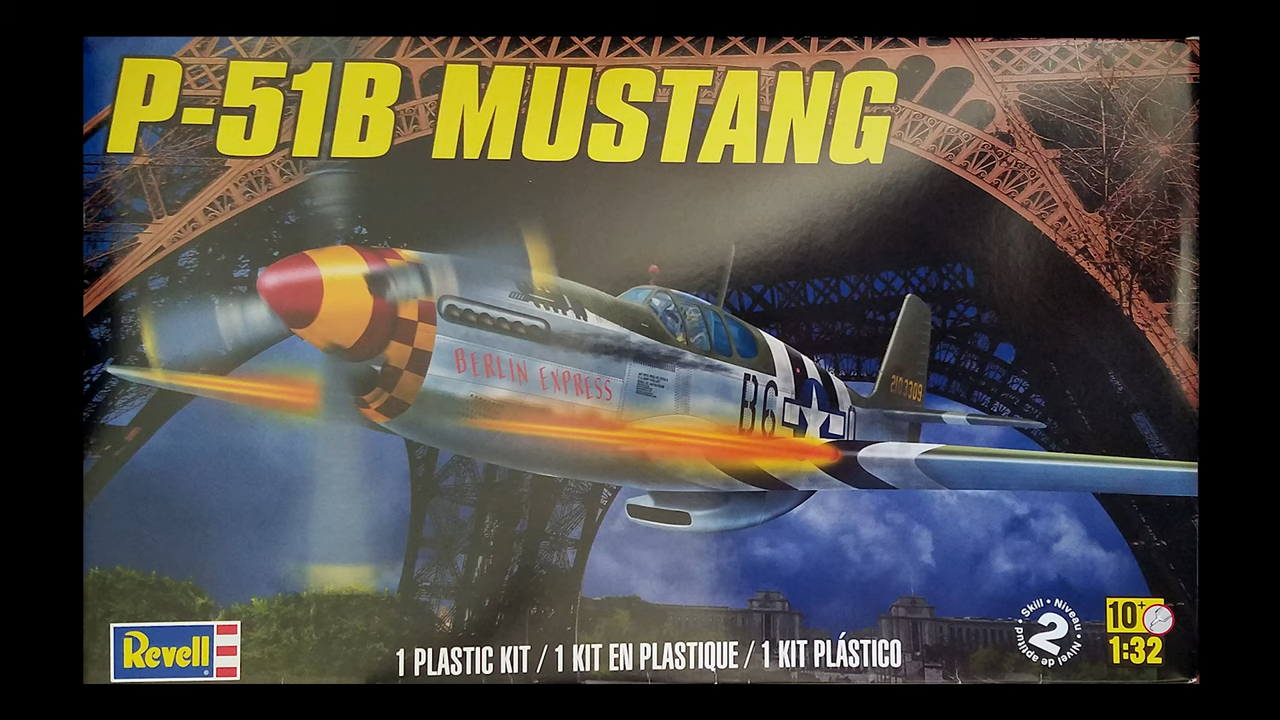 P-51B MUSTANG
BERLIN EXPRESS
B6
O
2103309
Revell
1 PLASTIC KIT / 1 KIT EN PLASTIQUE / 1 KIT PLÁSTICO
Skill • Niveau • Nivel de aptitud
2
10+
1:32